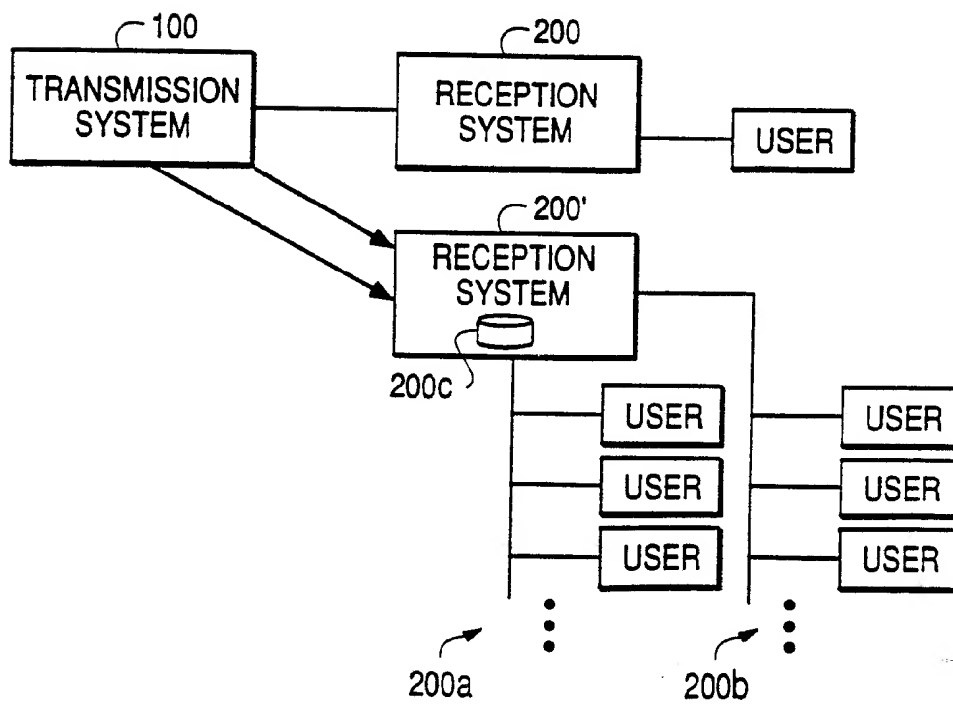 100
TRANSMISSION
SYSTEM
200
RECEPTION
SYSTEM
USER
200'
RECEPTION
SYSTEM
200c
USER
USER
USER
USER
USER
USER
200a
200b